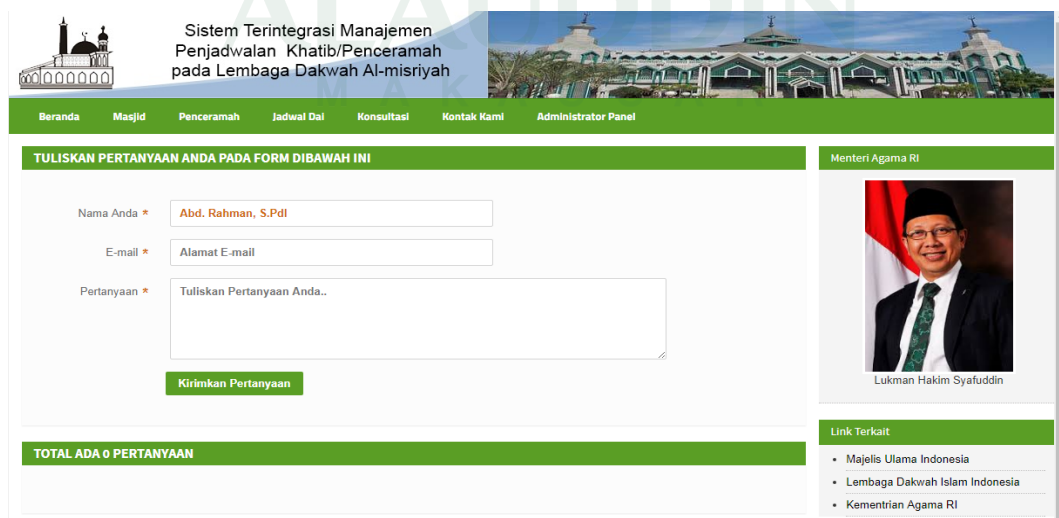 ALAUDDIN
Sistem Terintegrasi Manajemen
Penjadwalan Khatib/Penceramah
pada Lembaga Dakwah Al-misriyah
Beranda Masjid Penceramah Jadwal Dai Konsultasi Kontak Kami Administrator Panel
TULISKAN PERTANYAAN ANDA PADA FORM DIBAWAH INI
Nama Anda * Abd. Rahman, S.PdI
E-mail * Alamat E-mail
Pertanyaan * Tuliskan Pertanyaan Anda..
Kirimkan Pertanyaan
TOTAL ADA 0 PERTANYAAN
Menteri Agama RI
Lukman Hakim Syafuddin
Link Terkait
• Majelis Ulama Indonesia
• Lembaga Dakwah Islam Indonesia
• Kementrian Agama RI